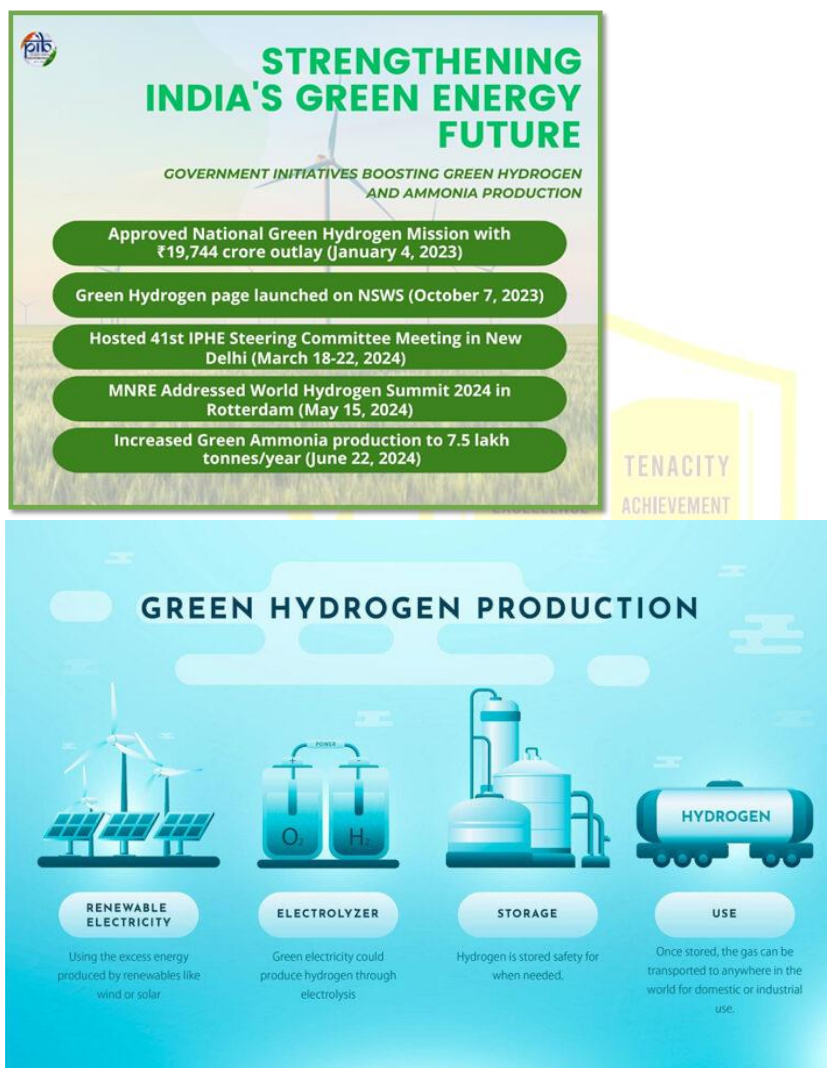 pib
STRENGTHENING
INDIA'S GREEN ENERGY
FUTURE
GOVERNMENT INITIATIVES BOOSTING GREEN HYDROGEN
AND AMMONIA PRODUCTION
Approved National Green Hydrogen Mission with
₹19,744 crore outlay (January 4, 2023)
Green Hydrogen page launched on NSWS (October 7, 2023)
Hosted 41st IPHE Steering Committee Meeting in New
Delhi (March 18-22, 2024)
MNRE Addressed World Hydrogen Summit 2024 in
Rotterdam (May 15, 2024)
Increased Green Ammonia production to 7.5 lakh
tonnes/year (June 22, 2024)
TENACITY
ACHIEVEMENT
GREEN HYDROGEN PRODUCTION
POWER
O₂ H₂
HYDROGEN
RENEWABLE
ELECTRICITY
Using the excess energy
produced by renewables like
wind or solar
ELECTROLYZER
Green electricity could
produce hydrogen through
electrolysis
STORAGE
Hydrogen is stored safety for
when needed.
USE
Once stored, the gas can be
transported to anywhere in the
world for domestic or industrial
use.